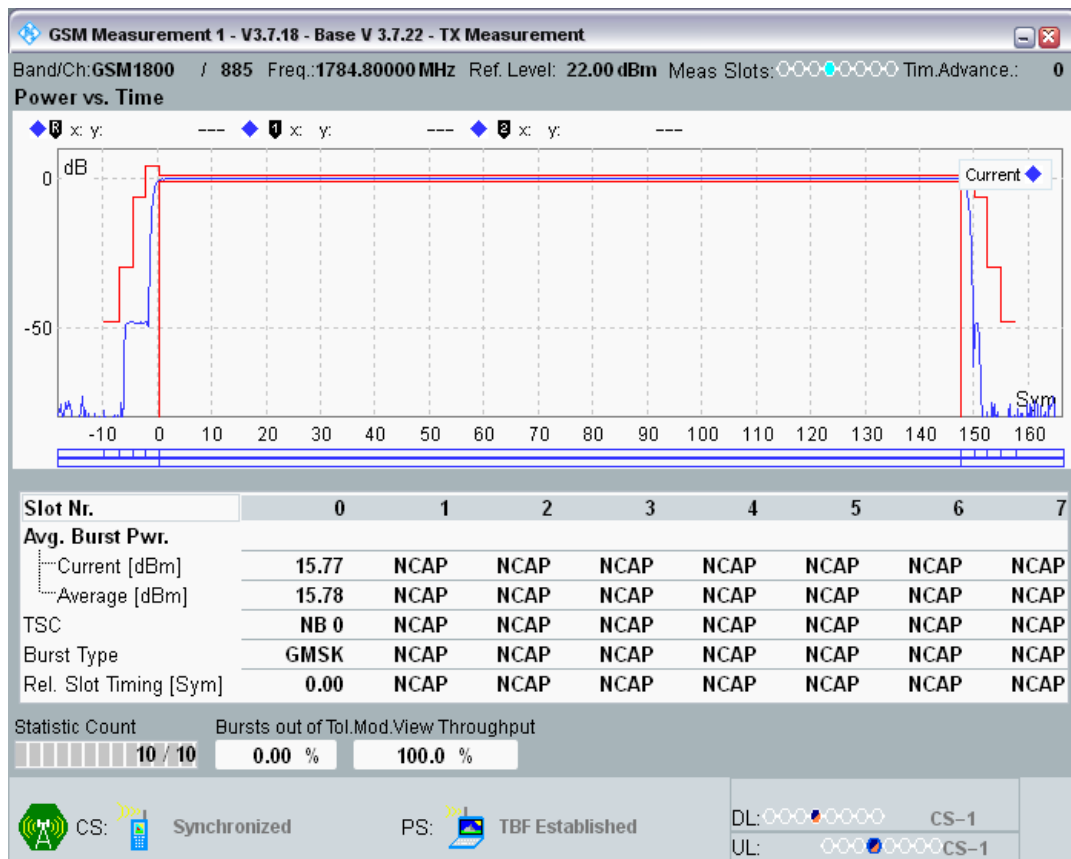 GSM Measurement 1 - V3.7.18 - Base V 3.7.22 - TX Measurement
Band/Ch:GSM1800 / 885 Freq.:1784.80000 MHz Ref. Level: 22.00 dBm Meas Slots: Tim.Advance.: 0
Power vs. Time
R x: y: --- 1 x: y: --- 2 x: y: ---
dB
Current
0
-50
Sym
-10 0 10 20 30 40 50 60 70 80 90 100 110 120 130 140 150 160
Slot Nr. 0 1 2 3 4 5 6 7
Avg. Burst Pwr.
Current [dBm] 15.77 NCAP NCAP NCAP NCAP NCAP NCAP NCAP
Average [dBm] 15.78 NCAP NCAP NCAP NCAP NCAP NCAP NCAP
TSC NB 0 NCAP NCAP NCAP NCAP NCAP NCAP NCAP
Burst Type GMSK NCAP NCAP NCAP NCAP NCAP NCAP NCAP
Rel. Slot Timing [Sym] 0.00 NCAP NCAP NCAP NCAP NCAP NCAP NCAP
Statistic Count Bursts out of Tol.Mod.View Throughput
10 / 10 0.00 % 100.0 %
CS: Synchronized PS: TBF Established
DL: CS-1
UL: CS-1